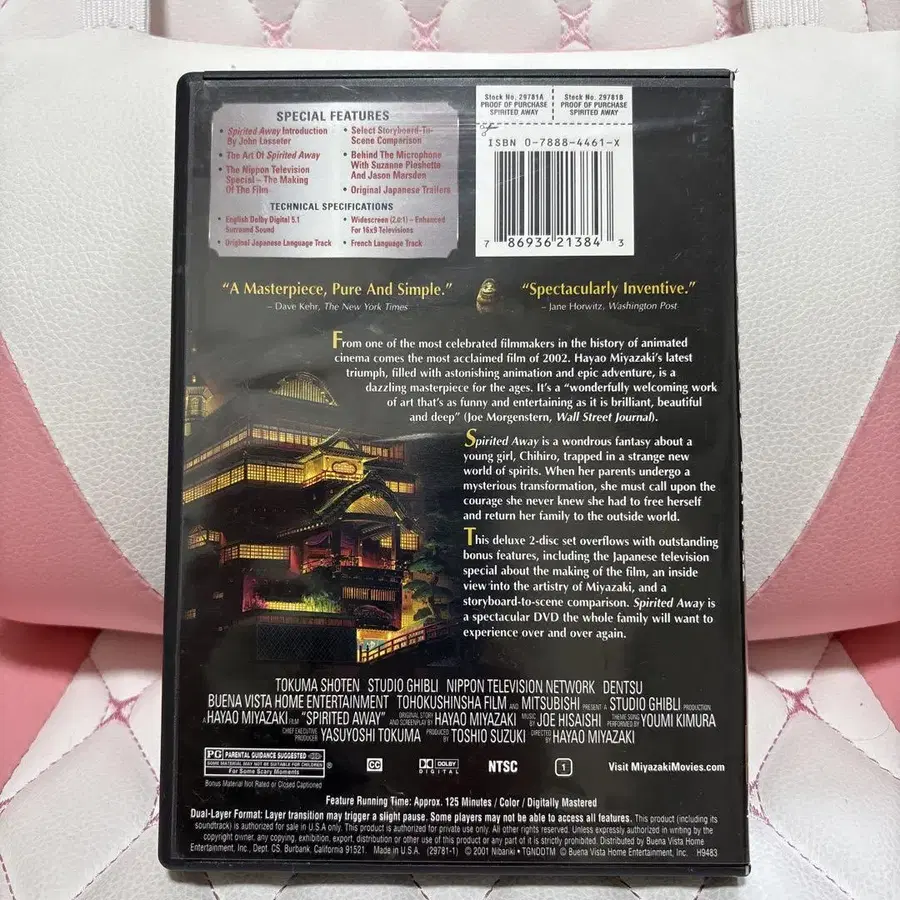 SPECIAL FEATURES
• Spirited Away Introduction By John Lasseter
• The Art Of Spirited Away
• The Nippon Television Special – The Making Of The Film
• Select Storyboard-To-Scene Comparison
• Behind The Microphone With Suzanne Pleshette And Jason Marsden
• Original Japanese Trailers
TECHNICAL SPECIFICATIONS
• English Dolby Digital 5.1 Surround Sound
• Original Japanese Language Track
• Widescreen (2.0:1) – Enhanced For 16x9 Televisions
• French Language Track
Stock No. 29781A
PROOF OF PURCHASE
SPIRITED AWAY
Stock No. 29781B
PROOF OF PURCHASE
SPIRITED AWAY
ISBN 0-7888-4461-X
7 86936 21384 3
“A Masterpiece, Pure And Simple.”
– Dave Kehr, The New York Times
“Spectacularly Inventive.”
– Jane Horwitz, Washington Post
From one of the most celebrated filmmakers in the history of animated
cinema comes the most acclaimed film of 2002. Hayao Miyazaki's latest
triumph, filled with astonishing animation and epic adventure, is a
dazzling masterpiece for the ages. It's a “wonderfully welcoming work
of art that's as funny and entertaining as it is brilliant, beautiful
and deep” (Joe Morgenstern, Wall Street Journal).
Spirited Away is a wondrous fantasy about a
young girl, Chihiro, trapped in a strange new
world of spirits. When her parents undergo a
mysterious transformation, she must call upon the
courage she never knew she had to free herself
and return her family to the outside world.
This deluxe 2-disc set overflows with outstanding
bonus features, including the Japanese television
special about the making of the film, an inside
view into the artistry of Miyazaki, and a
storyboard-to-scene comparison. Spirited Away is
a spectacular DVD the whole family will want to
experience over and over again.
TOKUMA SHOTEN STUDIO GHIBLI NIPPON TELEVISION NETWORK DENTSU
BUENA VISTA HOME ENTERTAINMENT TOHOKUSHINSHA FILM AND MITSUBISHI PRESENT A STUDIO GHIBLI PRODUCTION
A HAYAO MIYAZAKI FILM “SPIRITED AWAY” ORIGINAL STORY AND SCREENPLAY BY HAYAO MIYAZAKI MUSIC BY JOE HISAISHI THEME SONG PERFORMED BY YOUMI KIMURA
CHIEF EXECUTIVE PRODUCER YASUYOSHI TOKUMA PRODUCED BY TOSHIO SUZUKI DIRECTED BY HAYAO MIYAZAKI
PG PARENTAL GUIDANCE SUGGESTED
SOME MATERIAL MAY NOT BE SUITABLE FOR CHILDREN
For Some Scary Moments
®
Bonus Material Not Rated or Closed Captioned
CC
DOLBY DIGITAL
NTSC
1
Visit MiyazakiMovies.com
Feature Running Time: Approx. 125 Minutes / Color / Digitally Mastered
Dual-Layer Format: Layer transition may trigger a slight pause. Some players may not be able to access all features. This product (including its
soundtrack) is authorized for sale in U.S.A only. This product is authorized for private use only. All other rights reserved. Unless expressly authorized in writing by the
copyright owner, any copying, exhibition, export, distribution or other use of this product or any part of it is strictly prohibited. Distributed by Buena Vista Home
Entertainment, Inc., Dept. CS, Burbank, California 91521. Made in U.S.A. (29781-1) © 2001 Nibariki • TGNDDTM © Buena Vista Home Entertainment, Inc. H9483